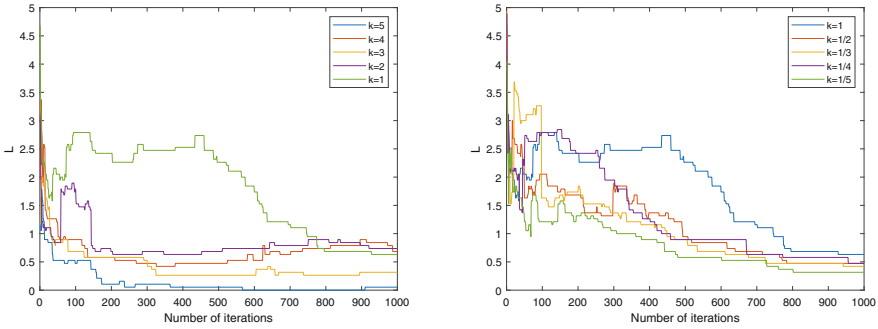 5
4.5
4
3.5
3
2.5
2
1.5
1
0.5
0
L
0 100 200 300 400 500 600 700 800 900 1000
Number of iterations
k=5
k=4
k=3
k=2
k=1
5
4.5
4
3.5
3
2.5
2
1.5
1
0.5
0
L
0 100 200 300 400 500 600 700 800 900 1000
Number of iterations
k=1
k=1/2
k=1/3
k=1/4
k=1/5